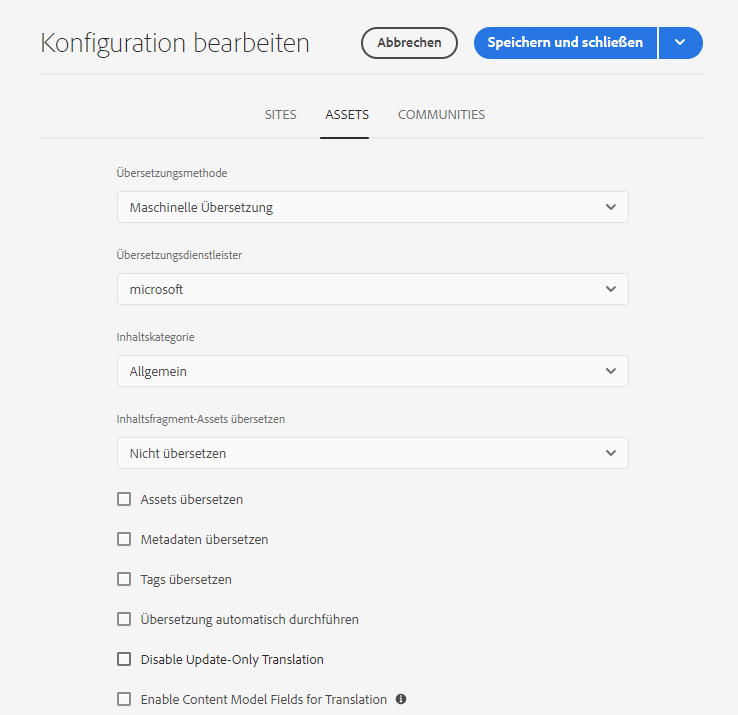 Konfiguration bearbeiten
Abbrechen
Speichern und schließen
SITES ASSETS COMMUNITIES
Übersetzungsmethode
Maschinelle Übersetzung
Übersetzungsdienstleister
microsoft
Inhaltskategorie
Allgemein
Inhaltsfragment-Assets übersetzen
Nicht übersetzen
Assets übersetzen
Metadaten übersetzen
Tags übersetzen
Übersetzung automatisch durchführen
Disable Update-Only Translation
Enable Content Model Fields for Translation